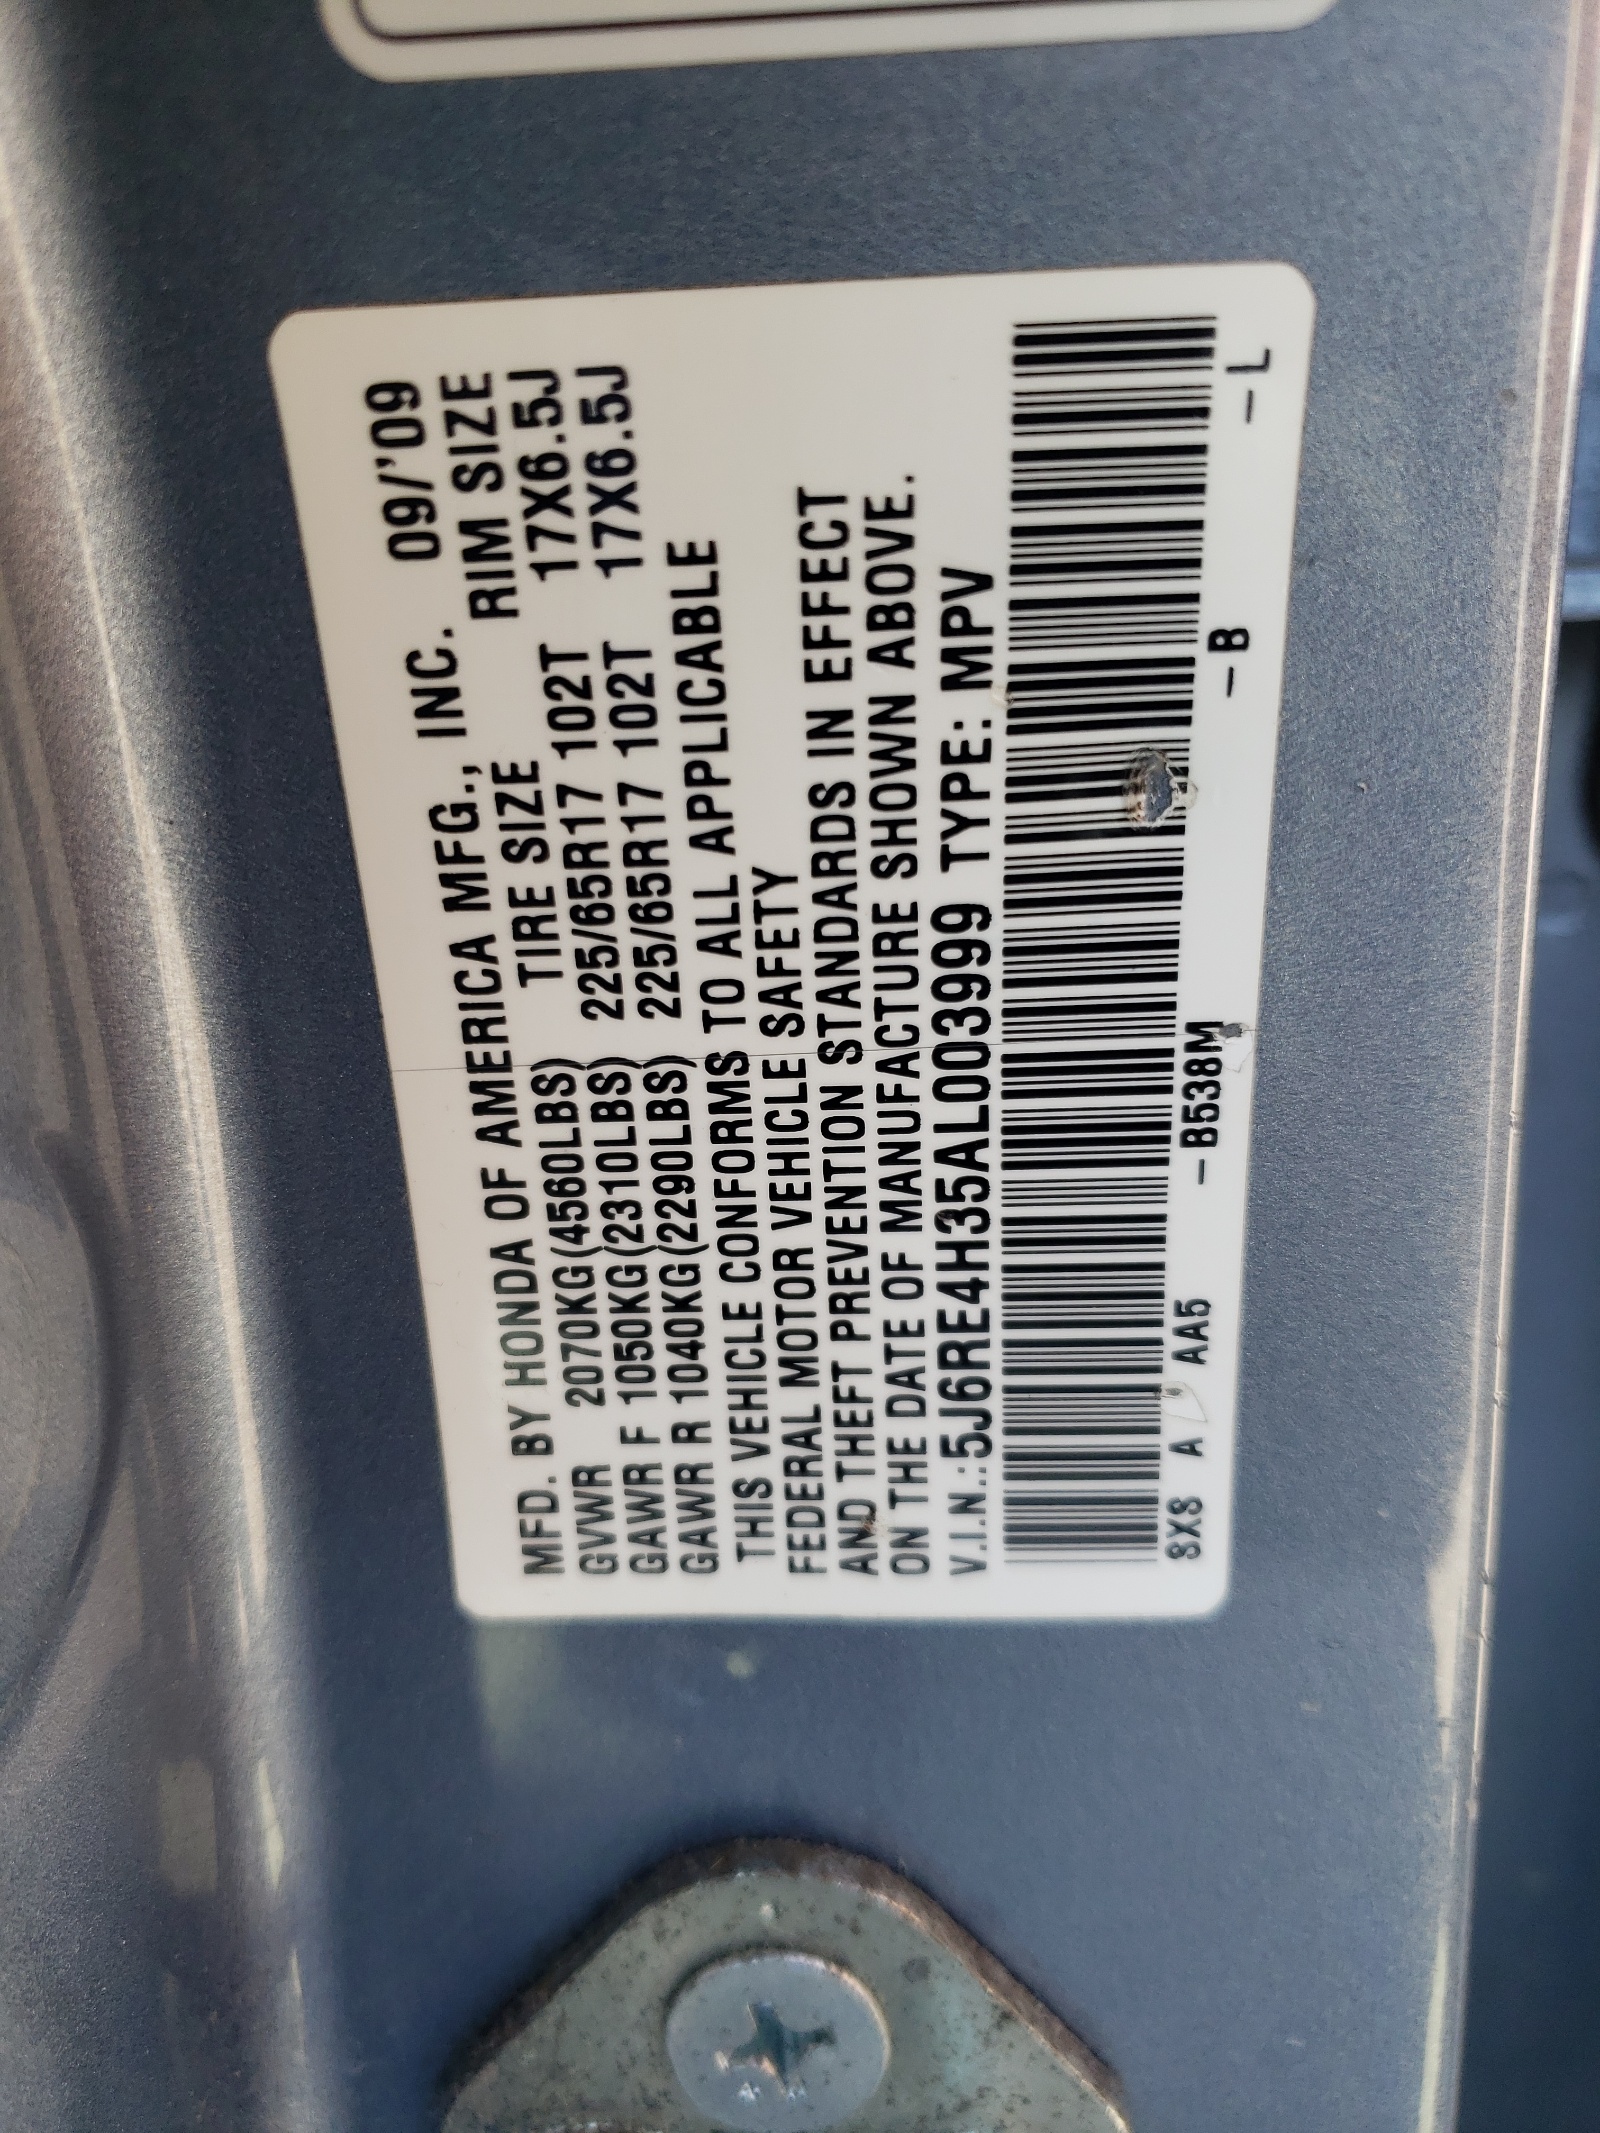 MFD. BY HONDA OF AMERICA MFG., INC. 09/'09
TIRE SIZE RIM SIZE
GVWR 2070KG(4560LBS)
GAWR F 1050KG(2310LBS) 225/65R17 102T 17X6.5J
GAWR R 1040KG(2290LBS) 225/65R17 102T 17X6.5J
THIS VEHICLE CONFORMS TO ALL APPLICABLE
FEDERAL MOTOR VEHICLE SAFETY
AND THEFT PREVENTION STANDARDS IN EFFECT
ON THE DATE OF MANUFACTURE SHOWN ABOVE.
V.I.N.:5J6RE4H35AL003999 TYPE: MPV
SXS A AA5 -B538M -B -L